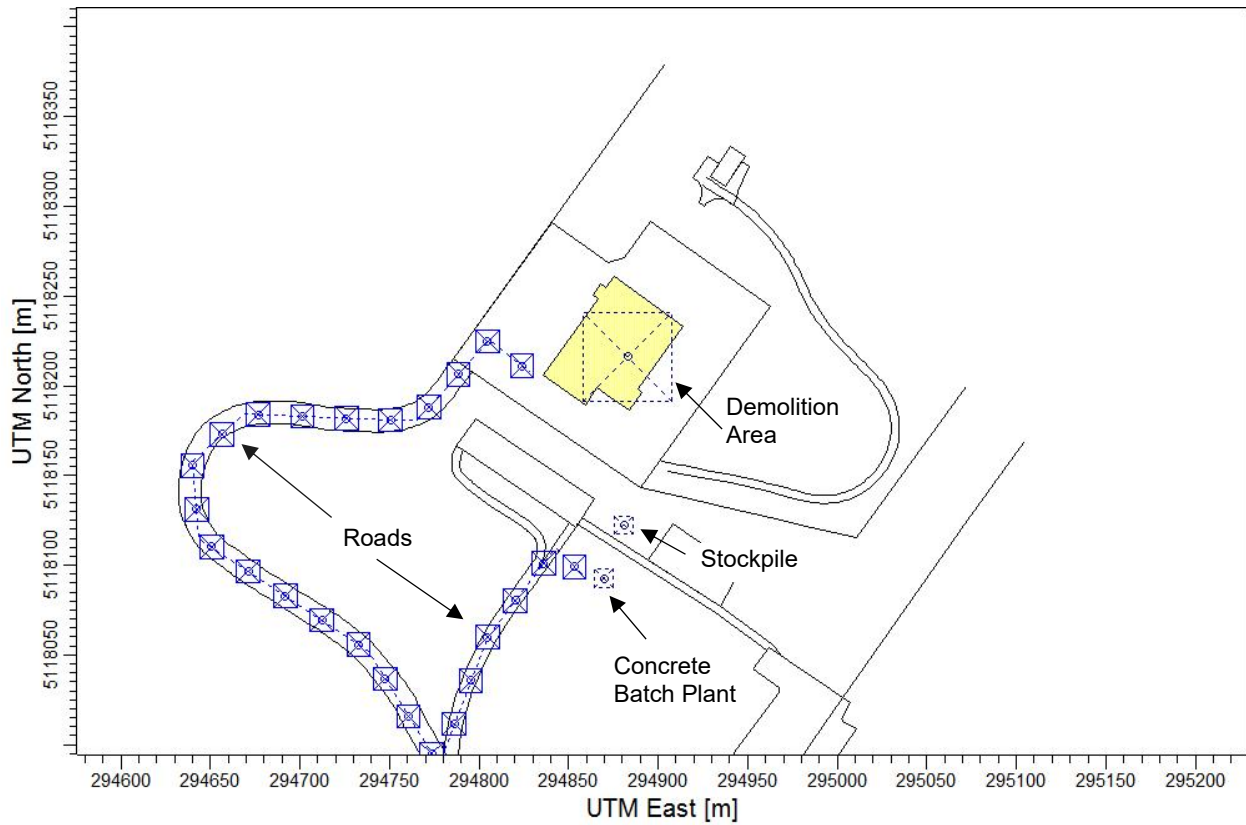 UTM North [m]
5118350
5118300
5118250
5118200
5118150
5118100
5118050
Demolition
Area
Roads
Stockpile
Concrete
Batch Plant
294600 294650 294700 294750 294800 294850 294900 294950 295000 295050 295100 295150 295200
UTM East [m]